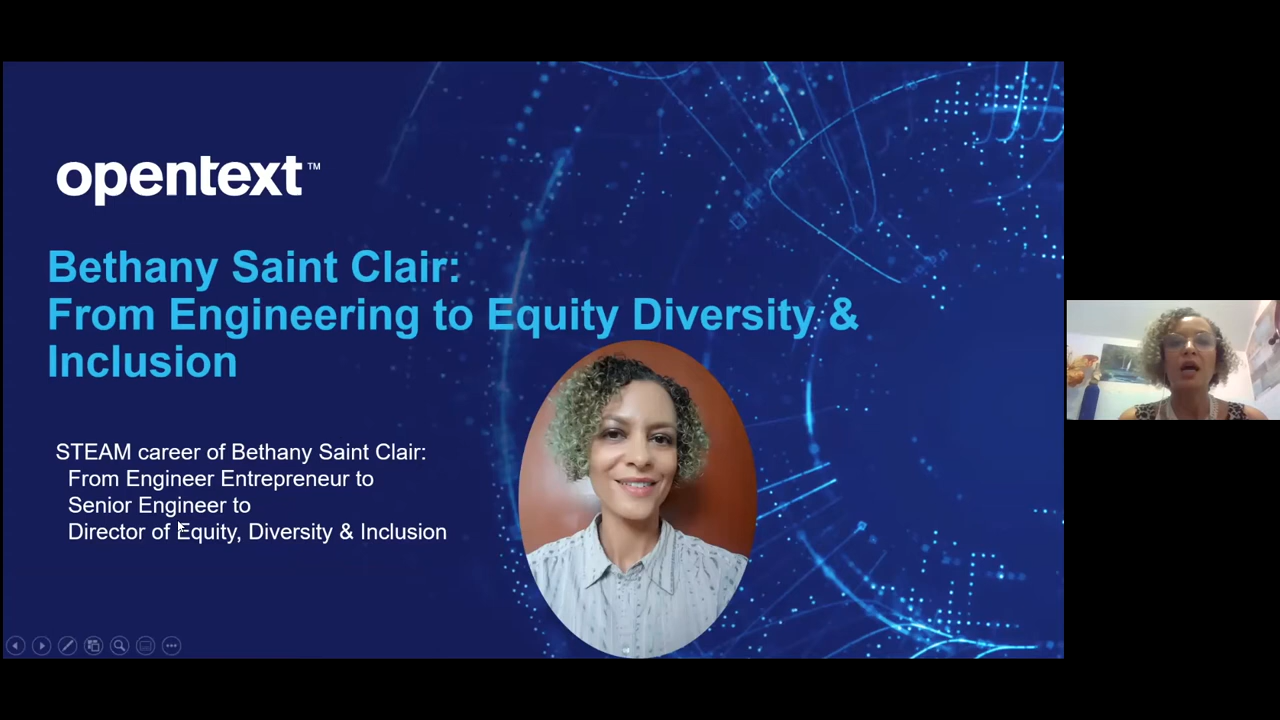 opentext™
Bethany Saint Clair:
From Engineering to Equity Diversity &
Inclusion
STEAM career of Bethany Saint Clair:
From Engineer Entrepreneur to
Senior Engineer to
Director of Equity, Diversity & Inclusion